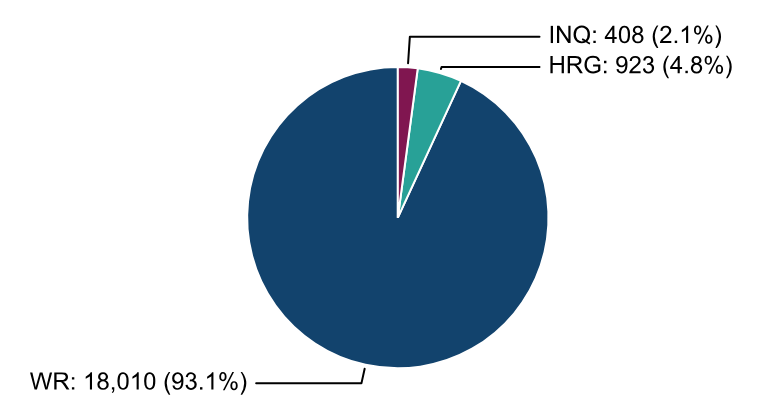 INQ: 408 (2.1%)
HRG: 923 (4.8%)
WR: 18,010 (93.1%)